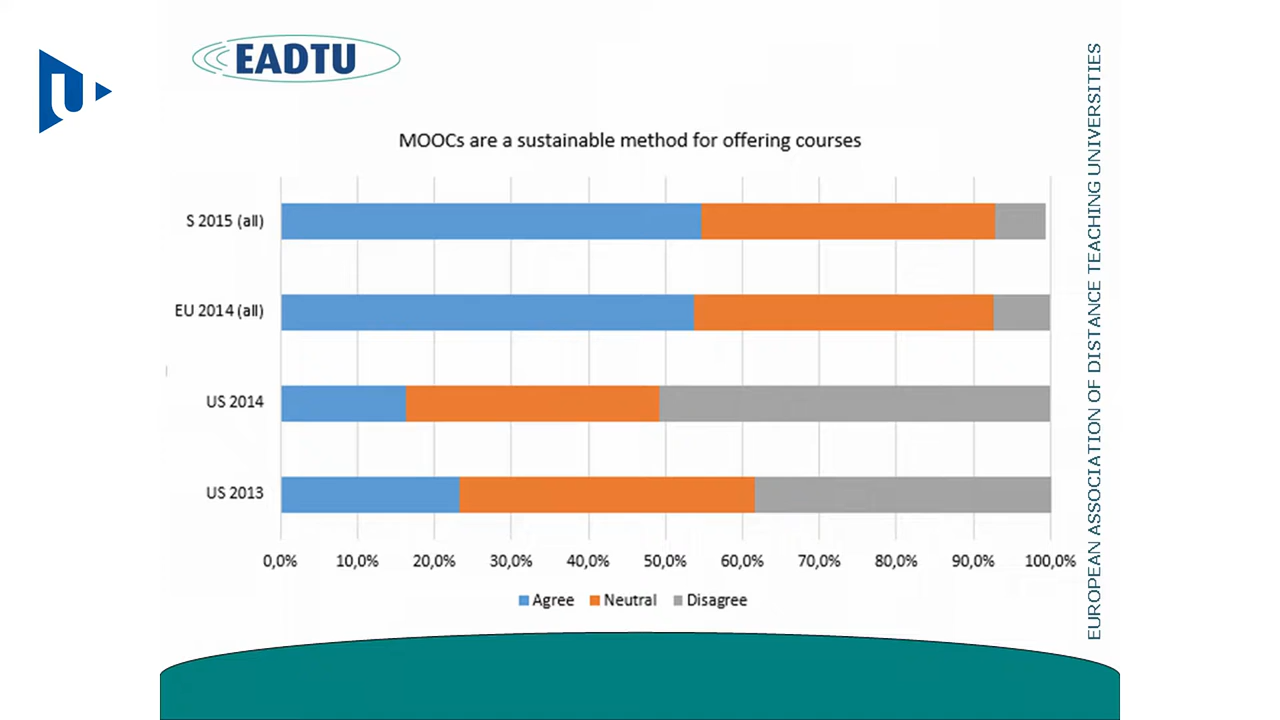 EADTU
U
MOOCs are a sustainable method for offering courses
S 2015 (all)
EU 2014 (all)
US 2014
US 2013
0,0% 10,0% 20,0% 30,0% 40,0% 50,0% 60,0% 70,0% 80,0% 90,0% 100,0%
Agree Neutral Disagree
EUROPEAN ASSOCIATION OF DISTANCE TEACHING UNIVERSITIES